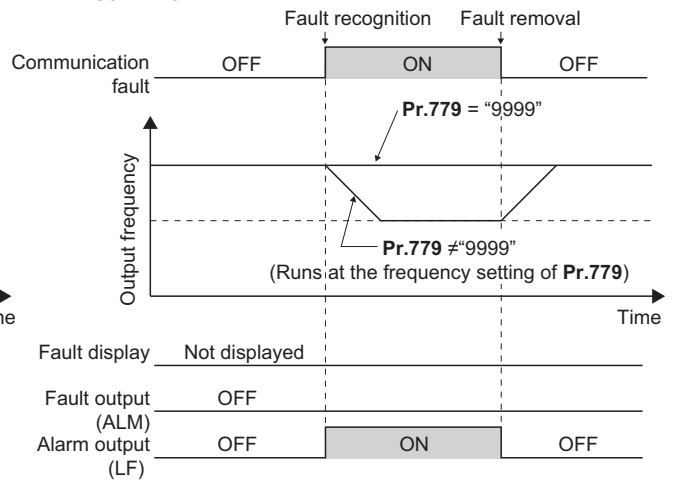 Fault recognition Fault removal
Communication fault OFF ON OFF
Pr.779 = “9999”
Output frequency
Pr.779 ≠“9999”
(Runs at the frequency setting of Pr.779)
Time
Fault display Not displayed
Fault output (ALM) OFF
Alarm output (LF) OFF ON OFF